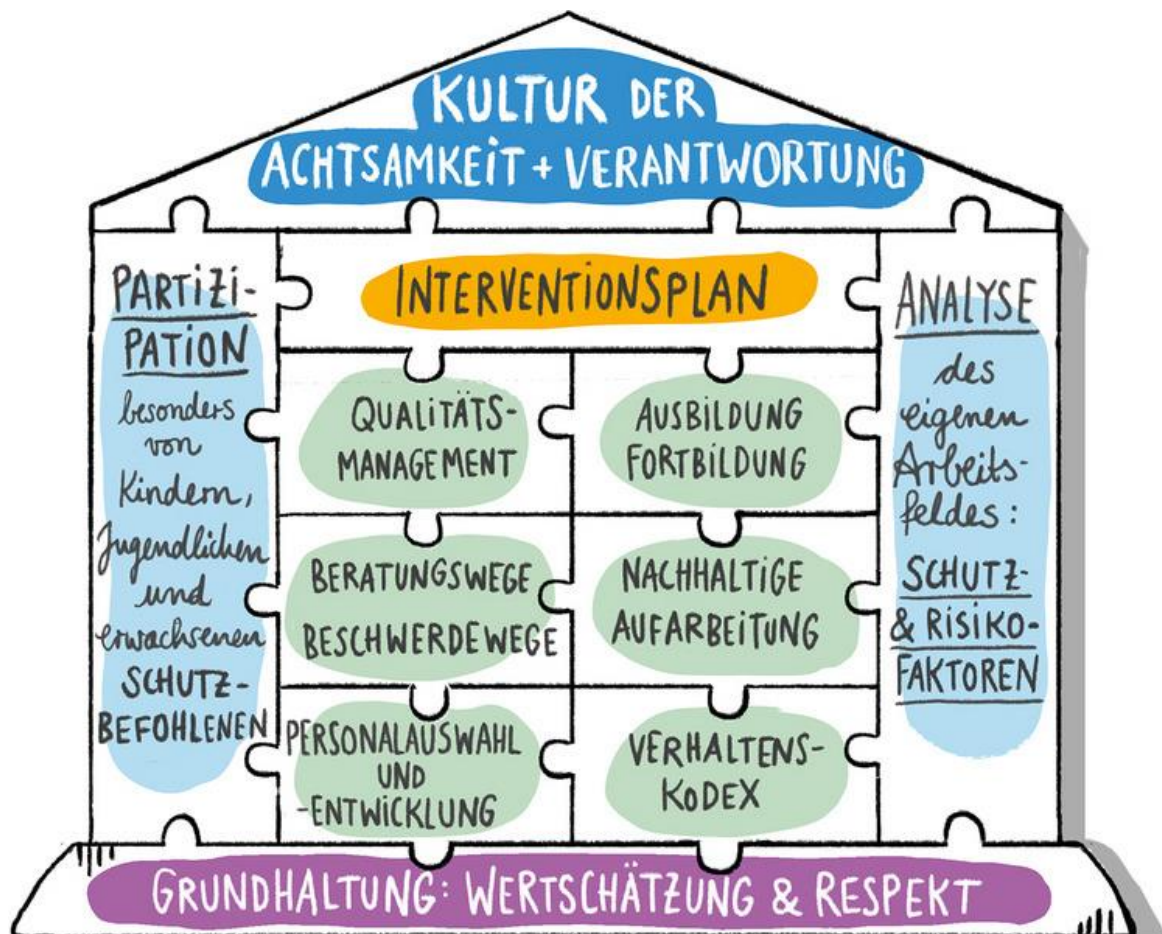 KULTUR DER
ACHTSAMKEIT + VERANTWORTUNG
PARTIZI-
PATION
besonders
von
Kindern,
Jugendlichen
und
erwachsenen
SCHUTZ-
BEFOHLENEN
INTERVENTIONSPLAN
QUALITÄTS-
MANAGEMENT
AUSBILDUNG
FORTBILDUNG
BERATUNGSWEGE
BESCHWERDEWEGE
NACHHALTIGE
AUFARBEITUNG
PERSONALAUSWAHL
UND
-ENTWICKLUNG
VERHALTENS-
KODEX
ANALYSE
des
eigenen
Arbeits-
feldes:
SCHUTZ-
& RISIKO-
FAKTOREN
GRUNDHALTUNG: WERTSCHÄTZUNG & RESPEKT